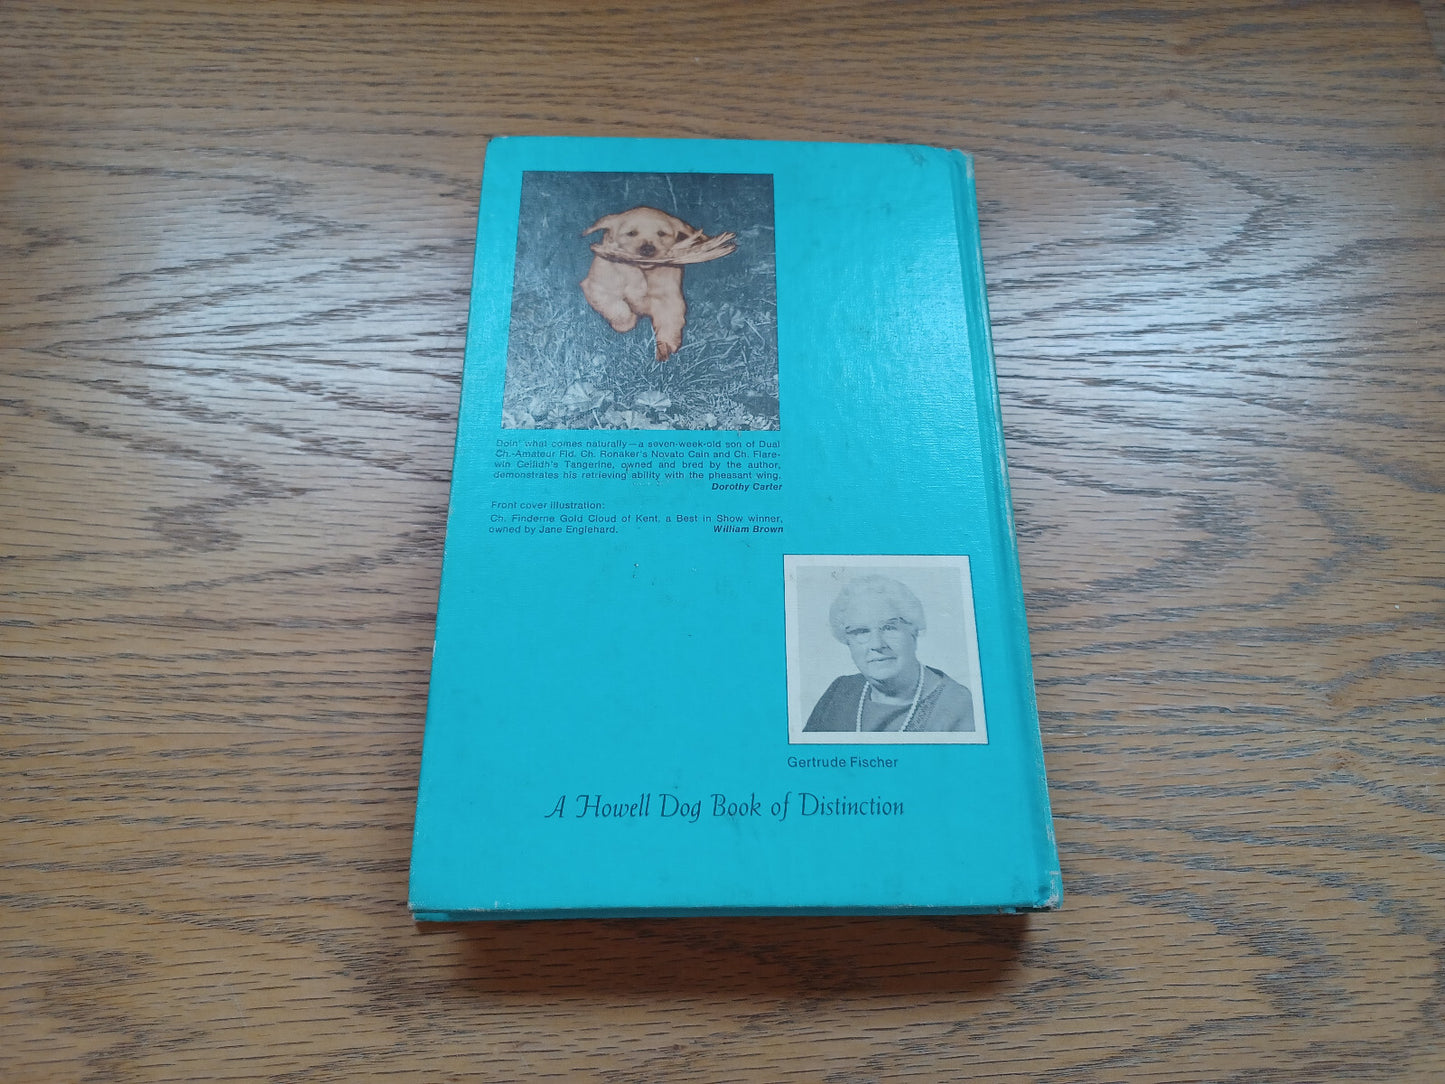 Doin' what comes naturally—a seven-week-old son of Dual
Ch.-Amateur Fld. Ch. Ronaker's Novato Cain and Ch. Flare-
win Ceilidh's Tangerine, owned and bred by the author,
demonstrates his retrieving ability with the pheasant wing.
Dorothy Carter
Front cover illustration:
Ch. Finderne Gold Cloud of Kent, a Best in Show winner,
owned by Jane Englehard. William Brown
Gertrude Fischer
A Howell Dog Book of Distinction